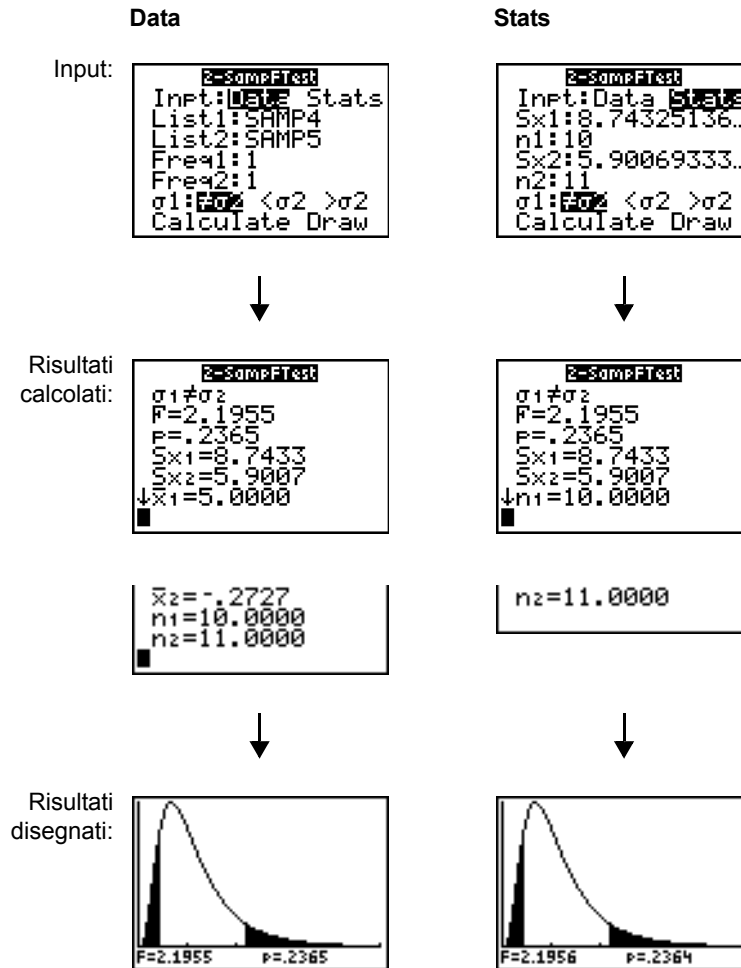 Data
Stats
Input:
2-SampFTest
Inpt:Data Stats
List1:SAMP4
List2:SAMP5
Freq1:1
Freq2:1
σ1:≠σ2 <σ2 >σ2
Calculate Draw
2-SampFTest
Inpt:Data Stats
Sx1:8.74325136…
n1:10
Sx2:5.90069333…
n2:11
σ1:≠σ2 <σ2 >σ2
Calculate Draw
Risultati
calcolati:
2-SampFTest
σ1≠σ2
F=2.1955
p=.2365
Sx1=8.7433
Sx2=5.9007
↓x̄1=5.0000
2-SampFTest
σ1≠σ2
F=2.1955
p=.2365
Sx1=8.7433
Sx2=5.9007
↓n1=10.0000
x̄2=-.2727
n1=10.0000
n2=11.0000
n2=11.0000
Risultati
disegnati:
F=2.1955 p=.2365
F=2.1956 p=.2364